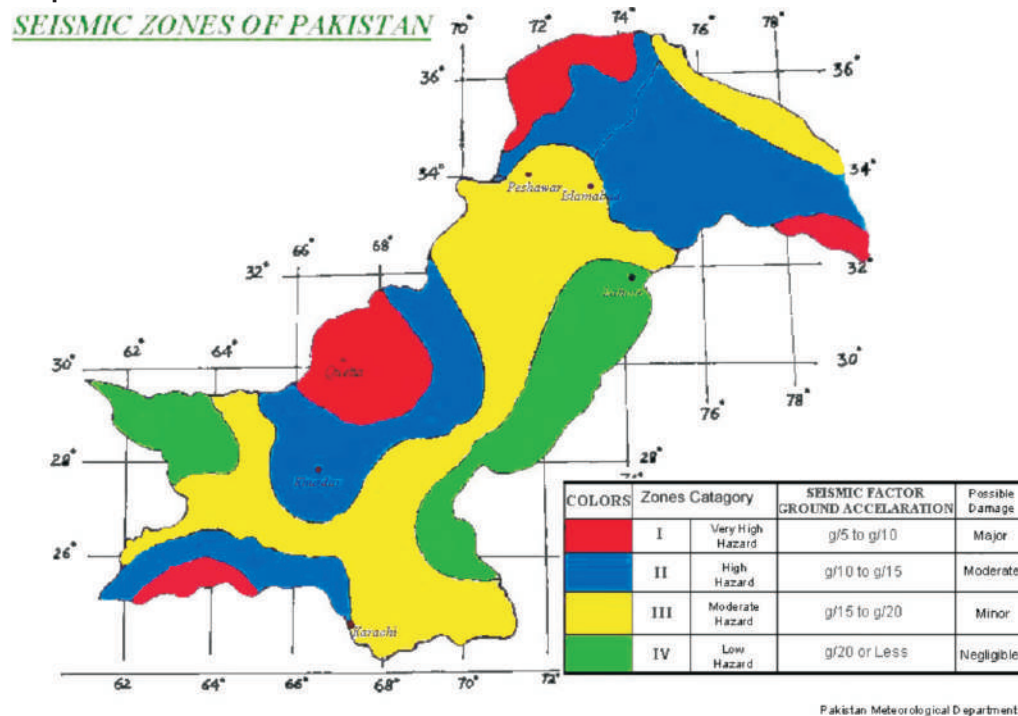 SEISMIC ZONES OF PAKISTAN
70° 72° 74° 76° 78°
36° 36°
34° 34°
Peshawar Islamabad
66° 68°
32° 32°
Lahore
62° 64°
30° 30°
Quetta
76° 78°
28° 28°
Khuzdar
26°
Karachi
62 64° 66° 68° 70° 72°
COLORS Zones Catagory SEISMIC FACTOR GROUND ACCELARATION Possible Damage
I Very High Hazard g/5 to g/10 Major
II High Hazard g/10 to g/15 Moderate
III Moderate Hazard g/15 to g/20 Minor
IV Low Hazard g/20 or Less Negligible
Pakistan Meteorological Department